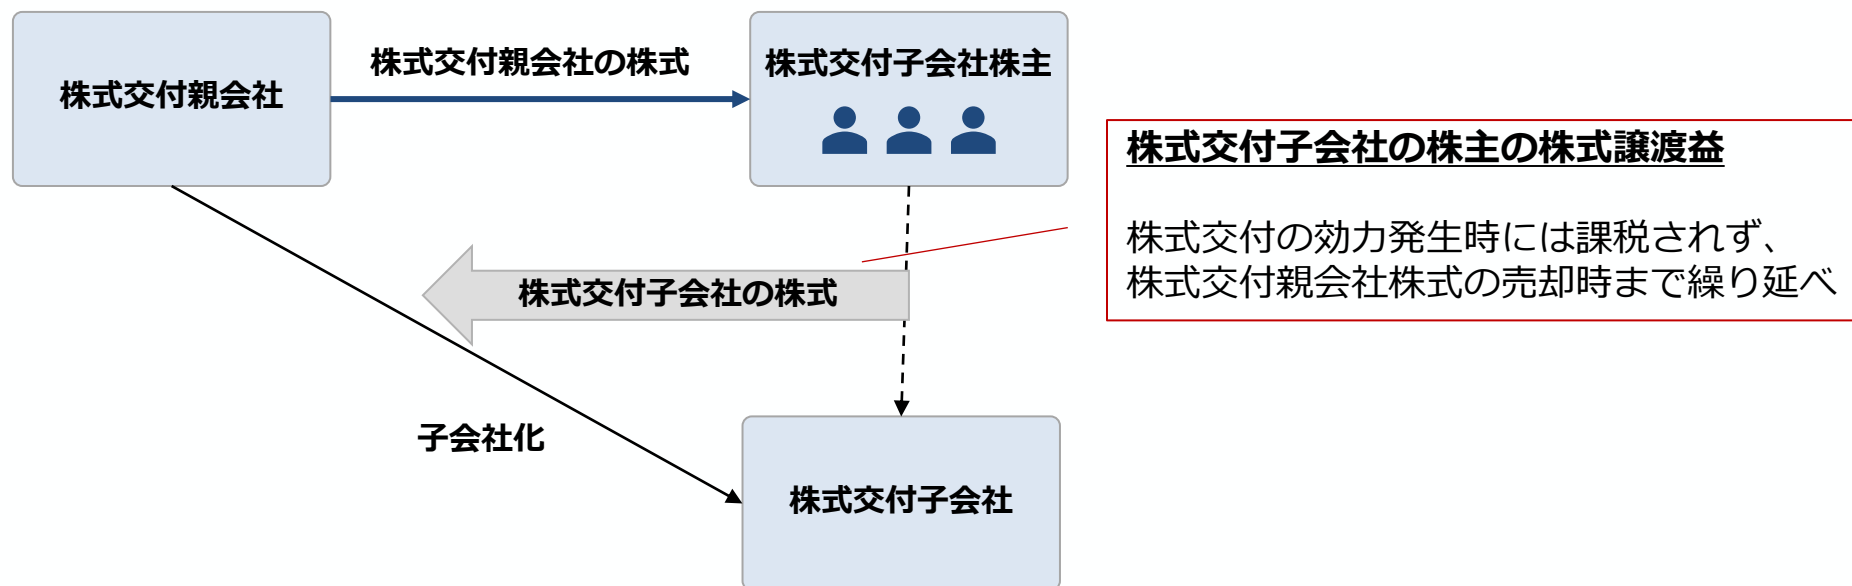 株式交付親会社
株式交付親会社の株式
株式交付子会社株主
株式交付子会社の株主の株式譲渡益
株式交付の効力発生時には課税されず、
株式交付親会社株式の売却時まで繰り延べ
株式交付子会社の株式
子会社化
株式交付子会社